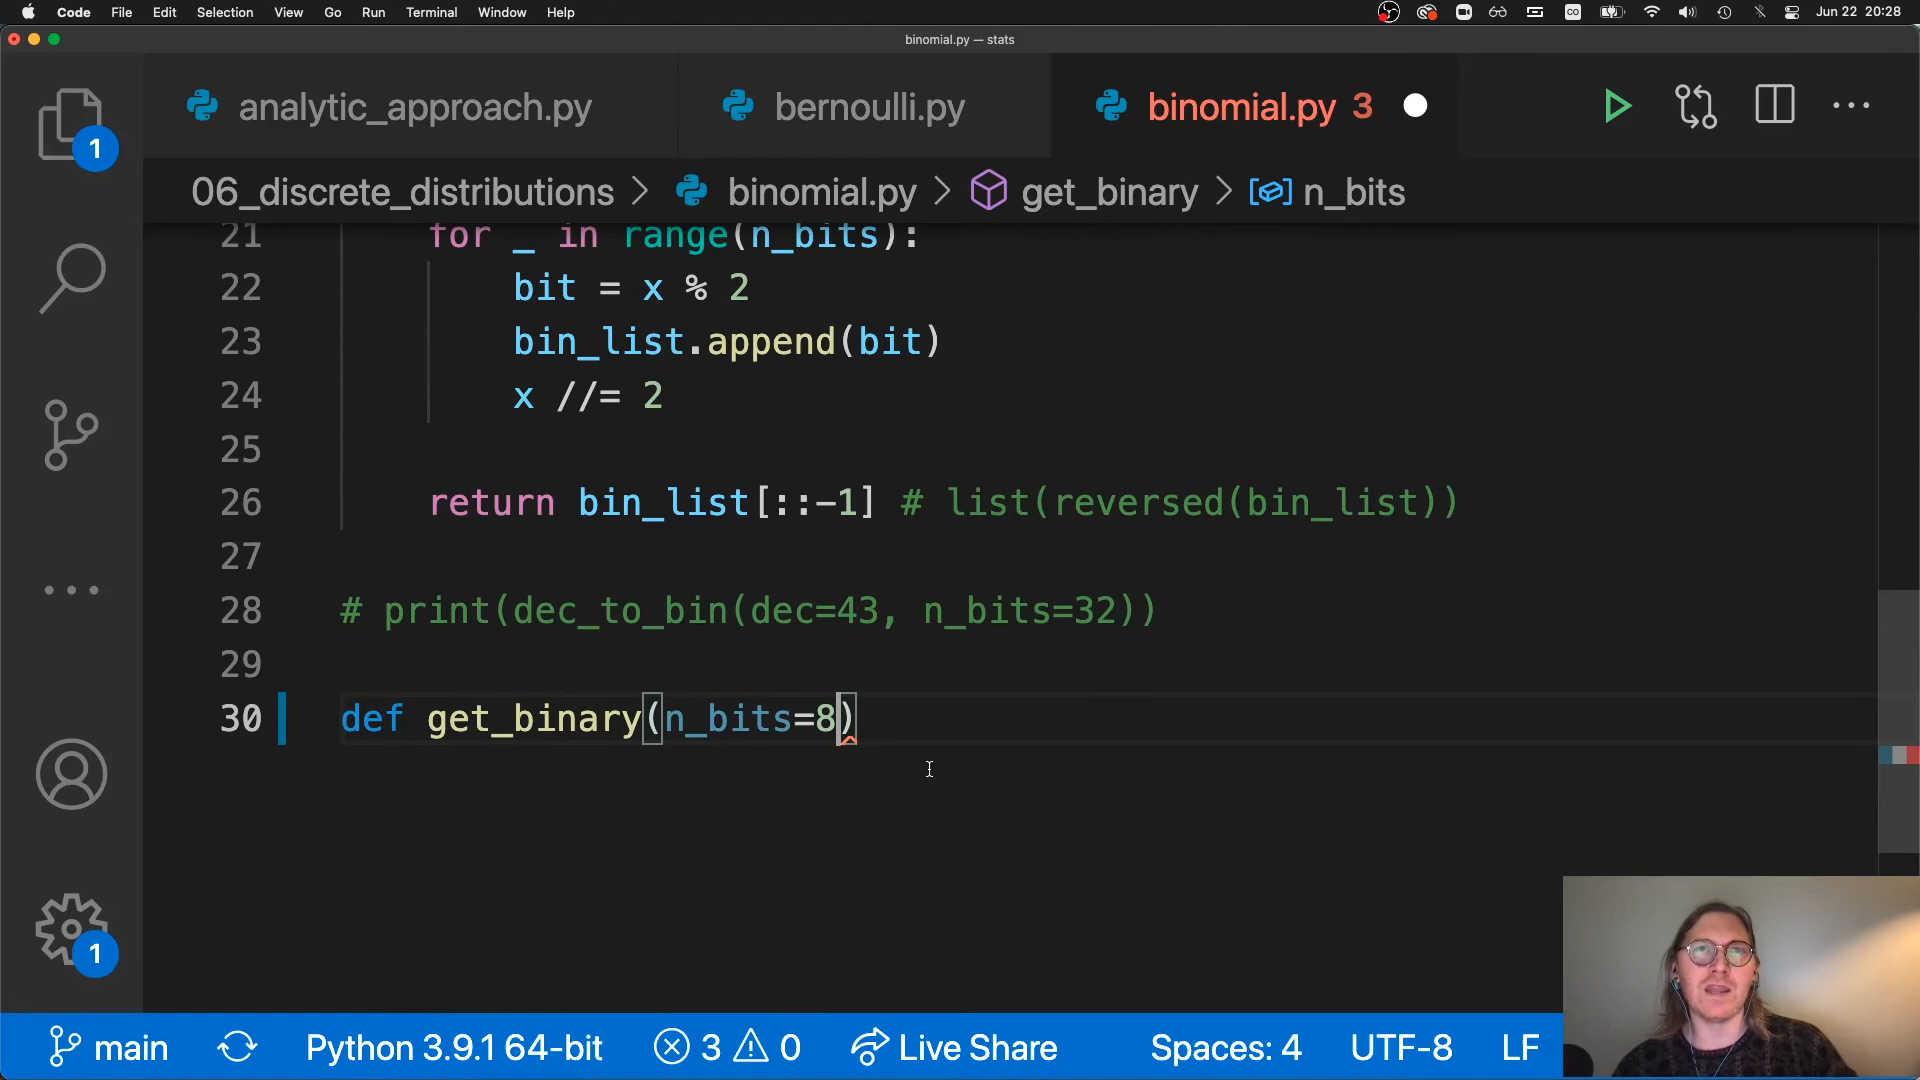 Code File Edit Selection View Go Run Terminal Window Help Jun 22 20:28
binomial.py — stats
analytic_approach.py bernoulli.py binomial.py 3
06_discrete_distributions > binomial.py > get_binary > n_bits
21 for _ in range(n_bits):
22 bit = x % 2
23 bin_list.append(bit)
24 x //= 2
25
26 return bin_list[::-1] # list(reversed(bin_list))
27
28 # print(dec_to_bin(dec=43, n_bits=32))
29
30 def get_binary(n_bits=8)
1
1
main Python 3.9.1 64-bit 3 0 Live Share Spaces: 4 UTF-8 LF